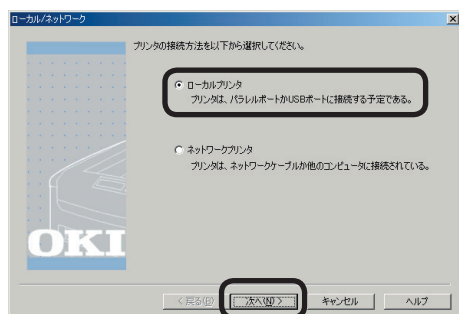 ローカル/ネットワーク
プリンタの接続方法を以下から選択してください。
ローカルプリンタ
プリンタは、パラレルポートかUSBポートに接続する予定である。
ネットワークプリンタ
プリンタは、ネットワークケーブルか他のコンピュータに接続されている。
OKI
< 戻る(B)
次へ(N) >
キャンセル
ヘルプ